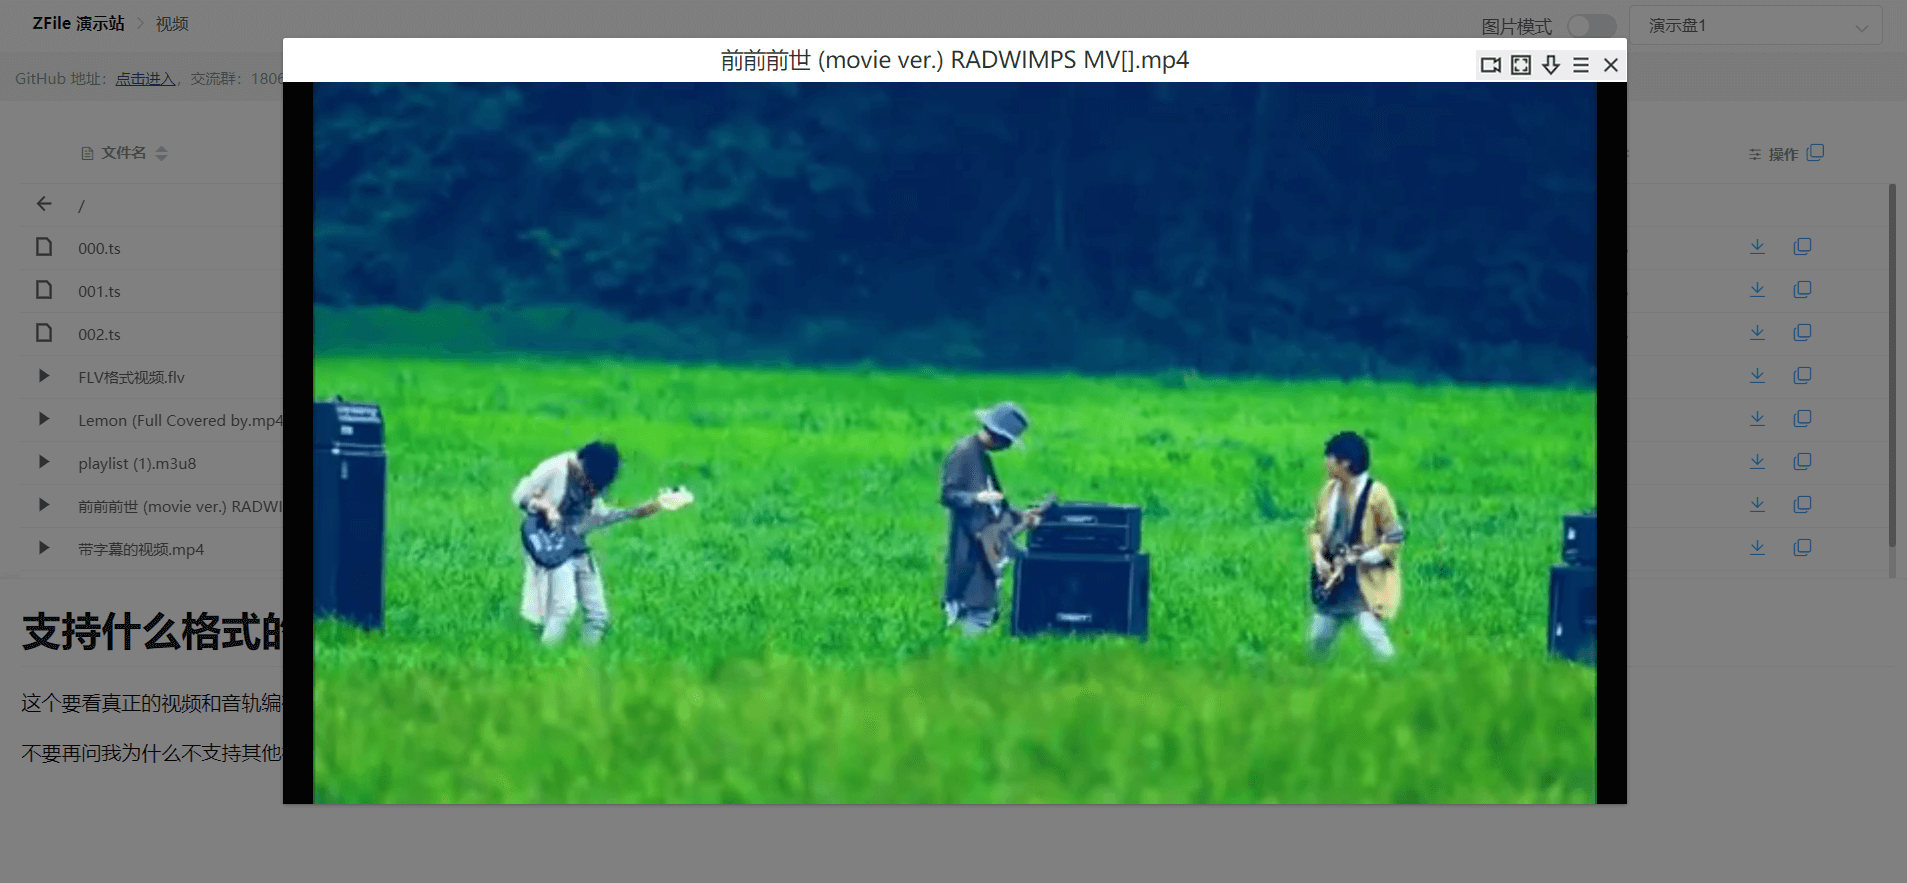 ZFile 演示站 > 视频
图片模式
演示盘1
GitHub 地址：点击进入，交流群：1806
前前前世 (movie ver.) RADWIMPS MV[].mp4
文件名
操作
/
000.ts
001.ts
002.ts
FLV格式视频.flv
Lemon (Full Covered by.mp4
playlist (1).m3u8
前前前世 (movie ver.) RADWI
带字幕的视频.mp4
支持什么格式的
这个要看真正的视频和音轨编
不要再问我为什么不支持其他